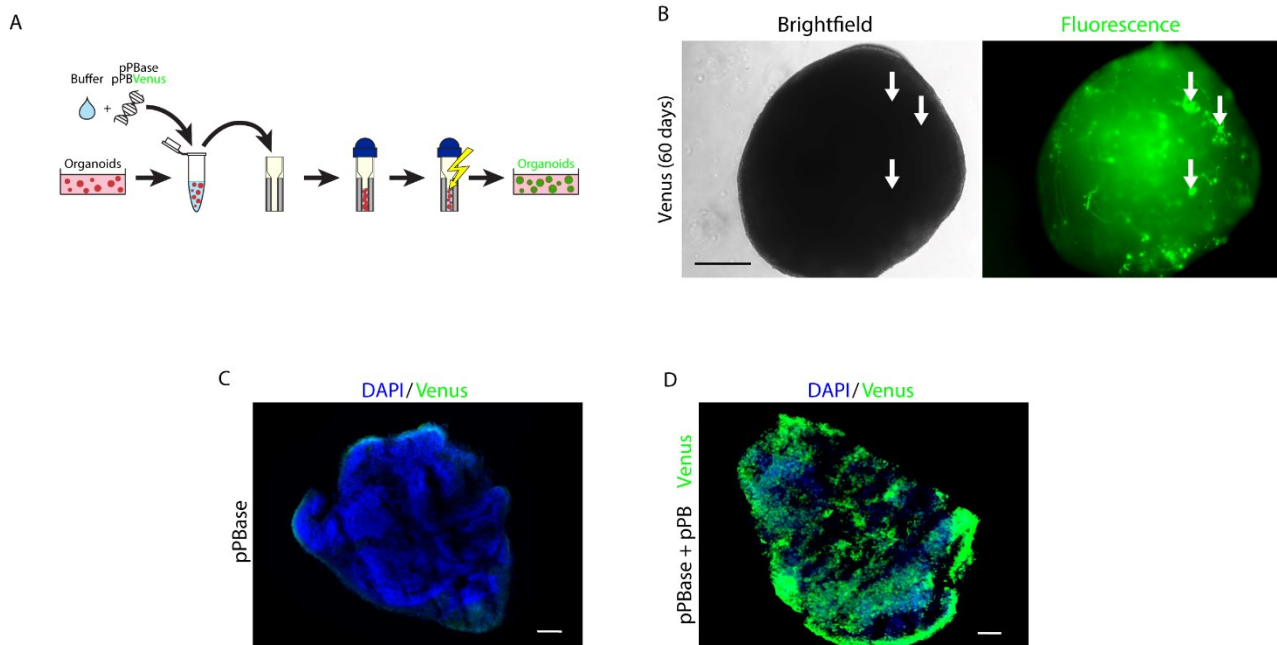 A
pPBase
Buffer pPBVenus
+
Organoids
Organoids
B
Brightfield
Fluorescence
Venus (60 days)
C
DAPI/Venus
pPBase
D
DAPI/Venus
pPBase + pPB Venus